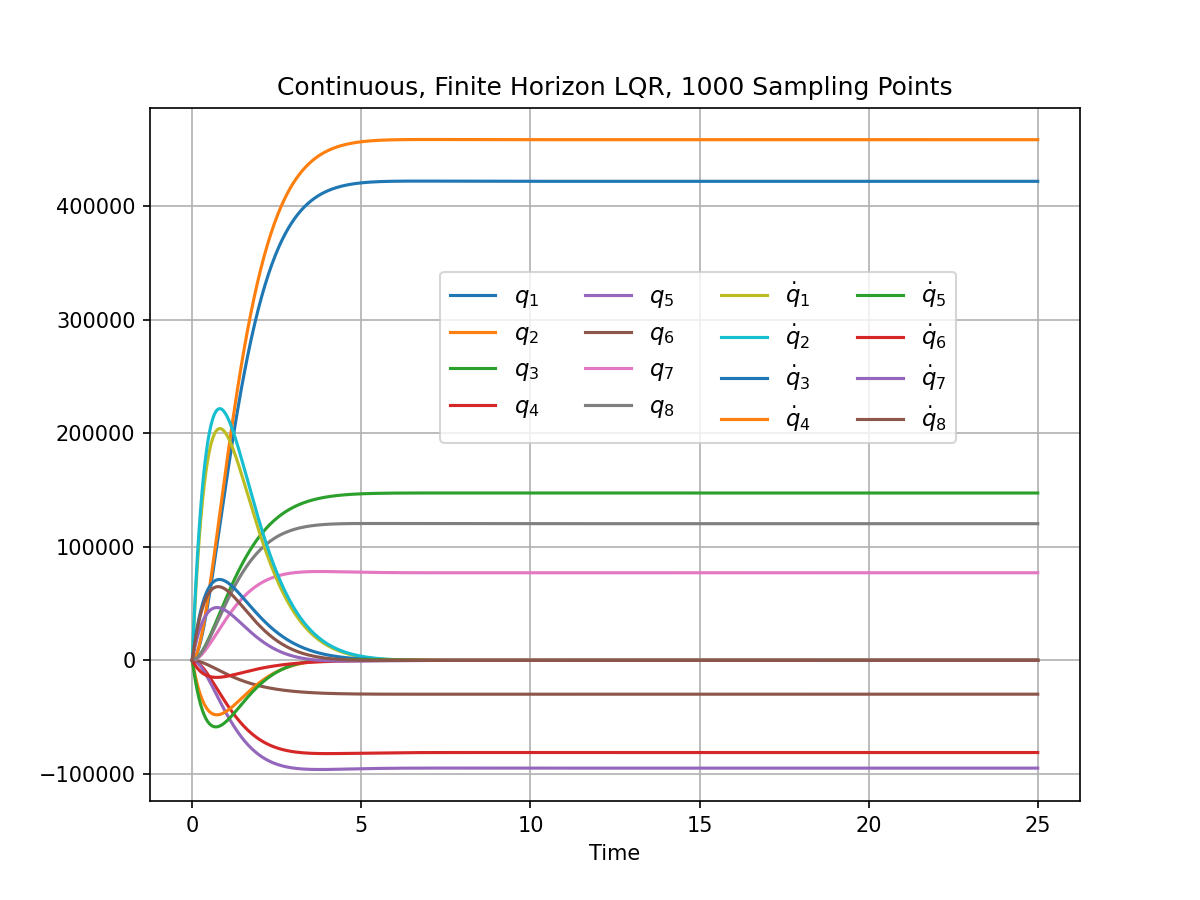 Continuous, Finite Horizon LQR, 1000 Sampling Points
400000
300000
200000
100000
0
−100000
q₁ q₅ q̇₁ q̇₅
q₂ q₆ q̇₂ q̇₆
q₃ q₇ q̇₃ q̇₇
q₄ q₈ q̇₄ q̇₈
0 5 10 15 20 25
Time